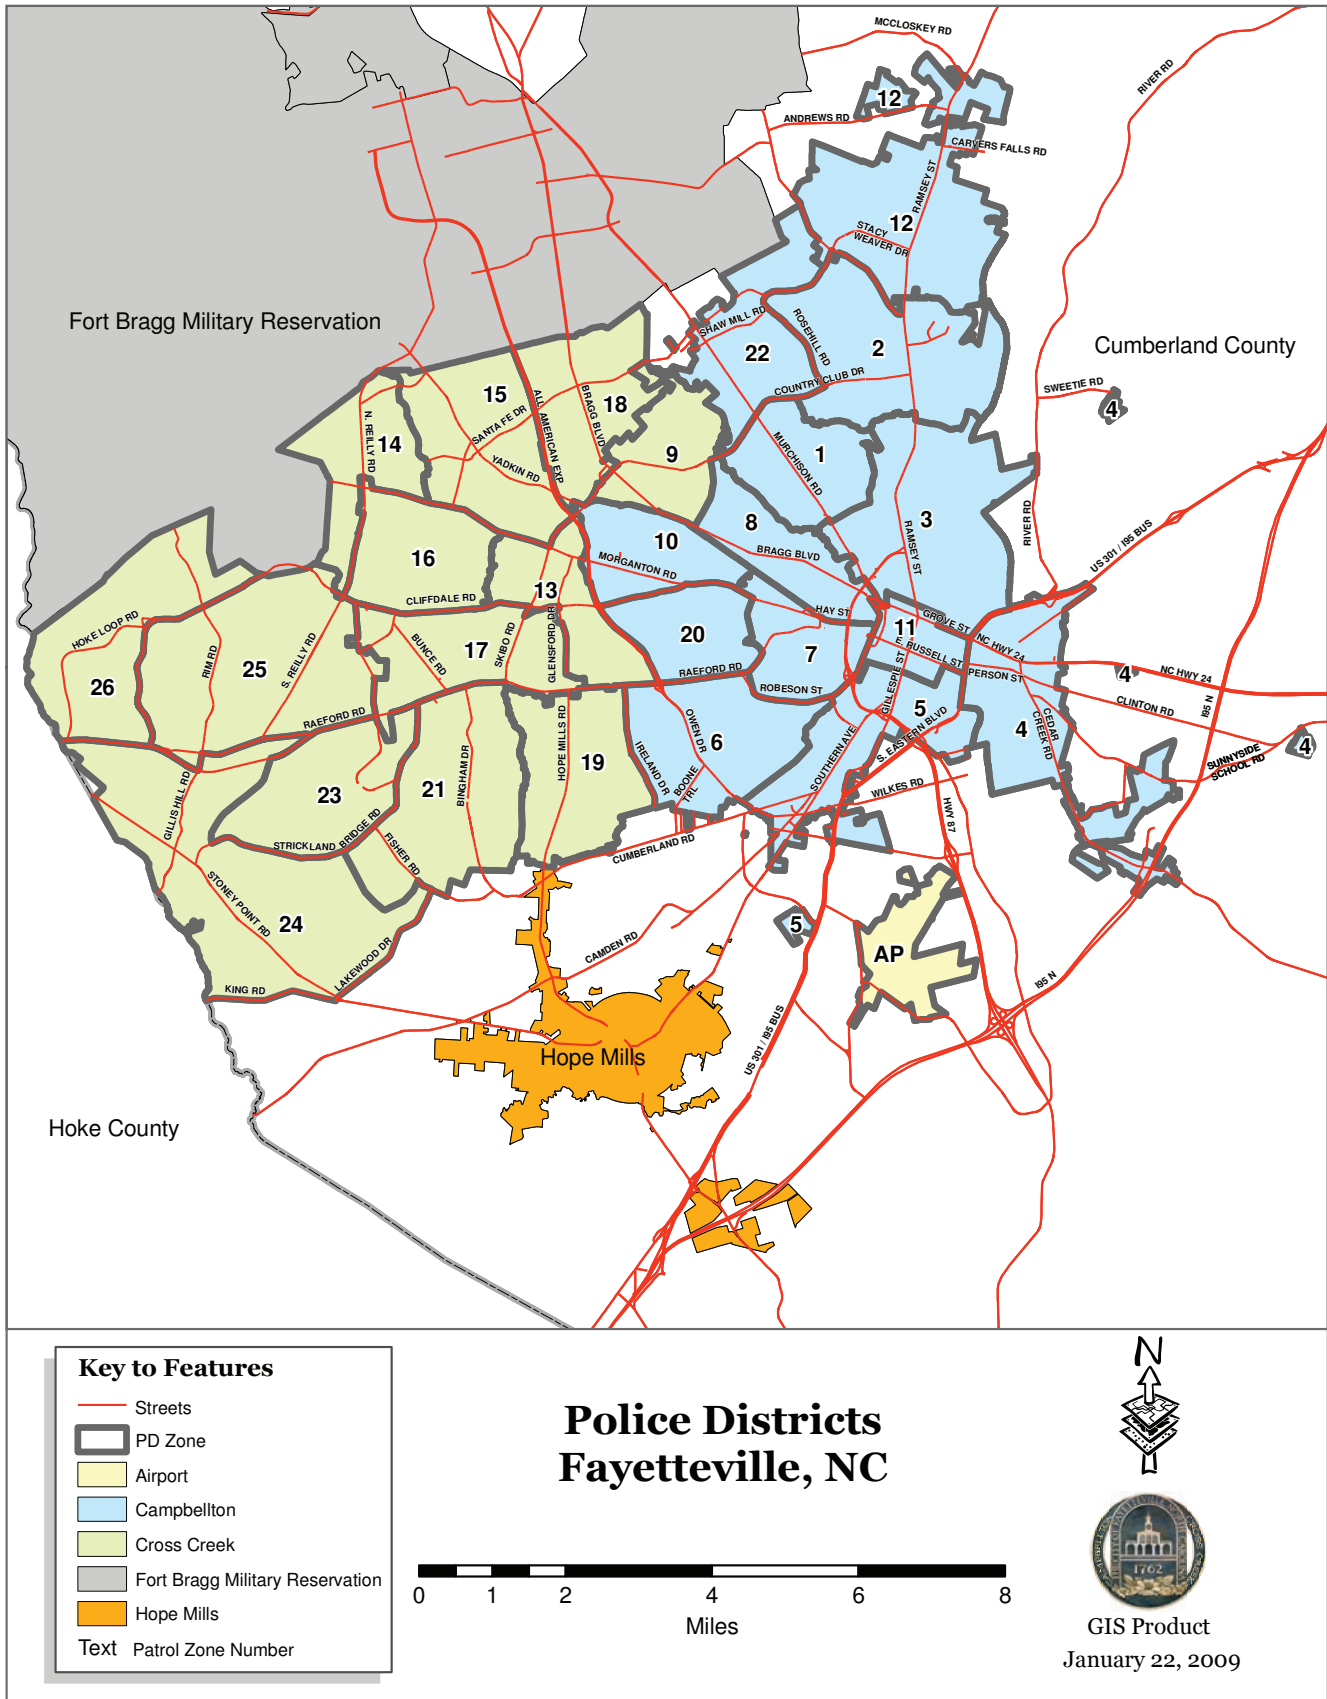 MCCLOSKEY RD
RIVER RD
12
ANDREWS RD
CARVERS FALLS RD
RAMSEY ST
12
STACY
WEAVER DR
Fort Bragg Military Reservation
SHAW MILL RD
ROSEHILL RD
22
2
Cumberland County
COUNTRY CLUB DR
SWEETIE RD
4
15
18
N. REILLY RD
14
SANTA FE DR
ALL AMERICAN EXP
BRAGG BLVD
YADKIN RD
9
1
MURCHISON RD
3
RAMSEY ST
RIVER RD
US 301 / I95 BUS
8
10
BRAGG BLVD
MORGANTON RD
16
13
CLIFFDALE RD
GLENSFORD DR
HAY ST
11
GROVE ST
NC HWY 24
HOKE LOOP RD
RIM RD
25
S. REILLY RD
BUNCE RD
17
SKIBO RD
20
7
E. RUSSELL ST
PERSON ST
4
NC HWY 24
26
RAEFORD RD
ROBESON ST
GILLESPIE ST
CLINTON RD
I95 N
RAEFORD RD
5
HOPE MILLS RD
OWEN DR
6
SOUTHERN AVE
S. EASTERN BLVD
4
CEDAR
CREEK RD
4
SUNNYSIDE
SCHOOL RD
GILLIS HILL RD
23
21
BINGHAM DR
19
IRELAND DR
BOONE
TRL
WILKES RD
HWY 87
STRICKLAND BRIDGE RD
FISHER RD
CUMBERLAND RD
STONEY POINT RD
24
5
AP
CAMDEN RD
LAKEWOOD DR
KING RD
I95 N
US 301 / I95 BUS
Hope Mills
Hoke County
Key to Features
Streets
PD Zone
Airport
Campbellton
Cross Creek
Fort Bragg Military Reservation
Hope Mills
Text Patrol Zone Number
Police Districts
Fayetteville, NC
0 1 2 4 6 8
Miles
N
1762
GIS Product
January 22, 2009